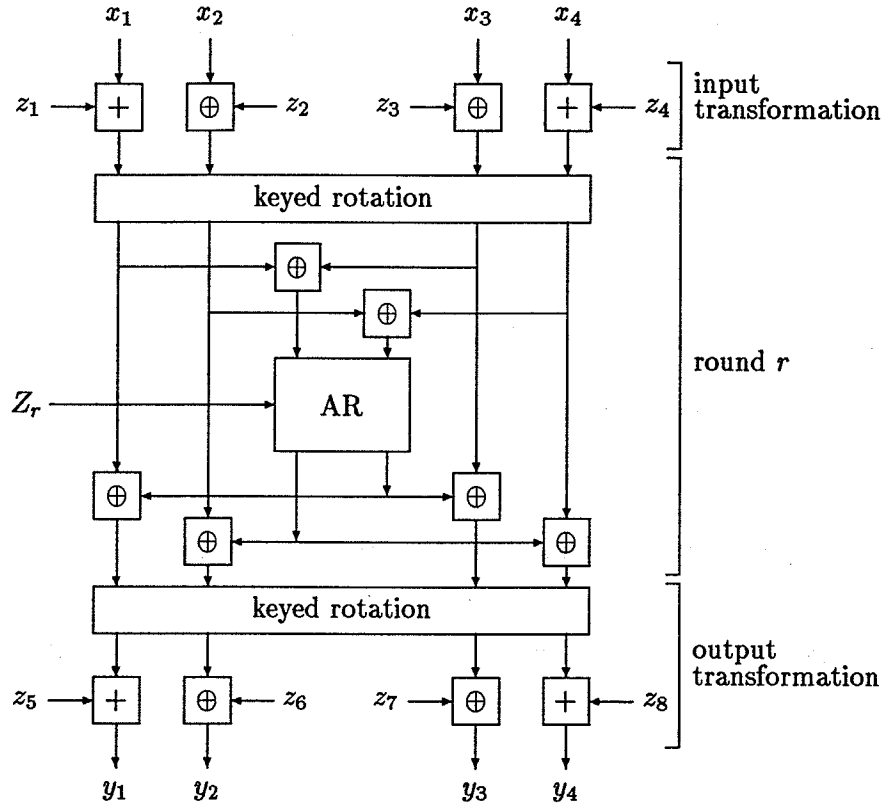 x₁ x₂ x₃ x₄
z₁ + ⊕ z₂ z₃ ⊕ + z₄
input
transformation
keyed rotation
⊕
⊕
round r
Z_r AR
⊕ ⊕
⊕ ⊕
keyed rotation
output
transformation
z₅ + ⊕ z₆ z₇ ⊕ + z₈
y₁ y₂ y₃ y₄